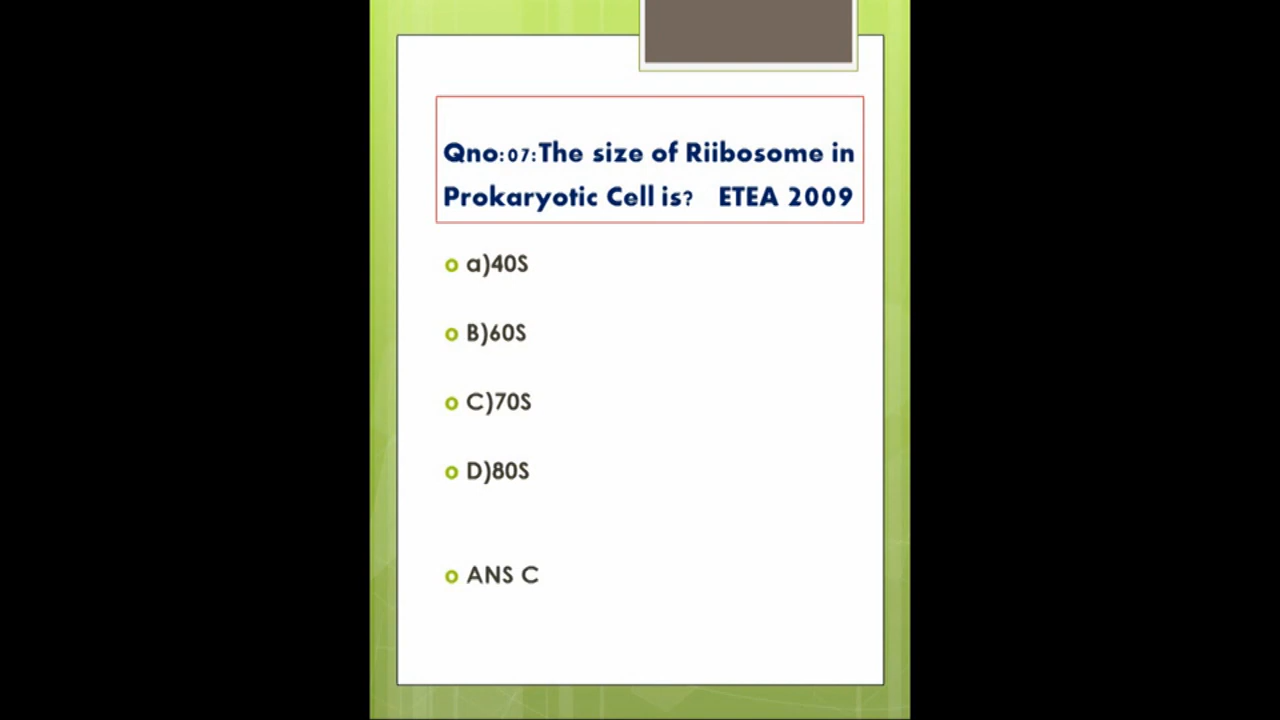 Qno:07:The size of Riibosome in
Prokaryotic Cell is? ETEA 2009
a)40S
B)60S
C)70S
D)80S
ANS C